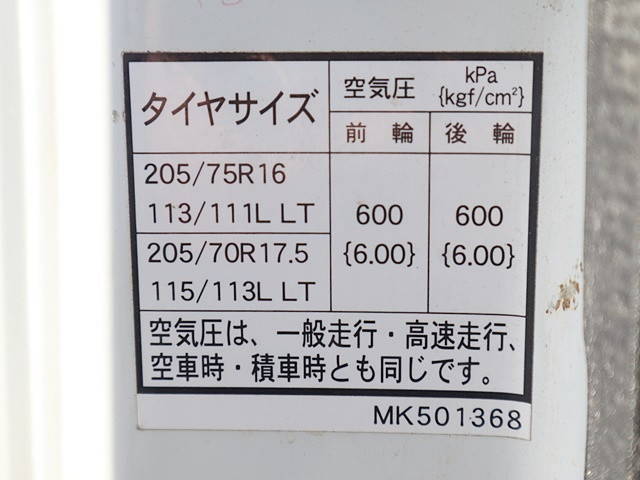 タイヤサイズ
空気圧 kPa
{kgf/cm²}
前輪 後輪
205/75R16
113/111L LT 600 600
205/70R17.5 {6.00} {6.00}
115/113L LT
空気圧は、一般走行・高速走行、
空車時・積車時とも同じです。
MK501368